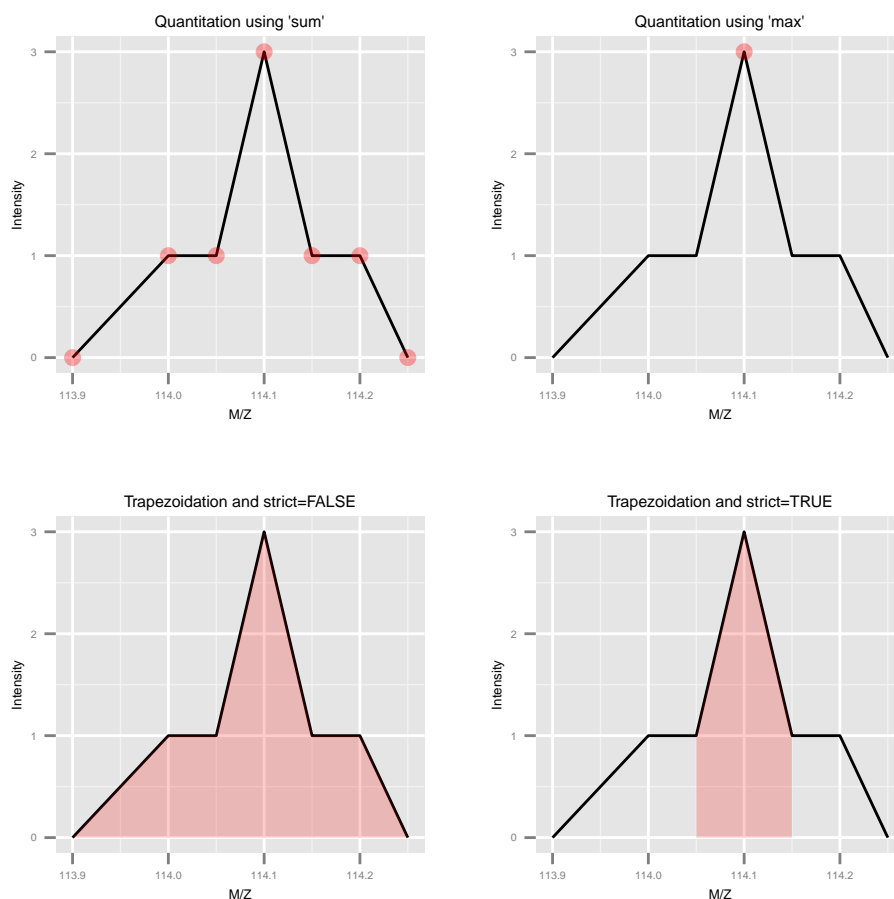 Quantitation using 'sum'
3
2
1
0
Intensity
113.9 114.0 114.1 114.2
M/Z
Quantitation using 'max'
3
2
1
0
Intensity
113.9 114.0 114.1 114.2
M/Z
Trapezoidation and strict=FALSE
3
2
1
0
Intensity
113.9 114.0 114.1 114.2
M/Z
Trapezoidation and strict=TRUE
3
2
1
0
Intensity
113.9 114.0 114.1 114.2
M/Z